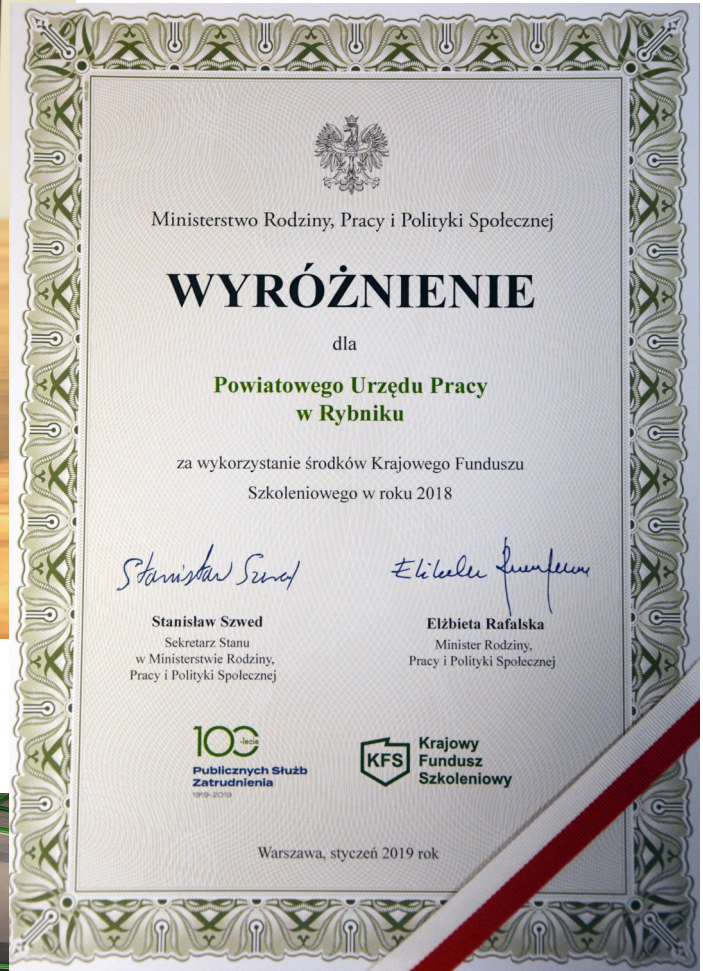 Ministerstwo Rodziny, Pracy i Polityki Społecznej
WYRÓŻNIENIE
dla
Powiatowego Urzędu Pracy
w Rybniku
za wykorzystanie środków Krajowego Funduszu
Szkoleniowego w roku 2018
Stanisław Szwed
Stanisław Szwed
Sekretarz Stanu
w Ministerstwie Rodziny,
Pracy i Polityki Społecznej
Elżbieta Rafalska
Minister Rodziny,
Pracy i Polityki Społecznej
100-lecie
Publicznych Służb
Zatrudnienia
1919-2019
KFS
Krajowy
Fundusz
Szkoleniowy
Warszawa, styczeń 2019 rok